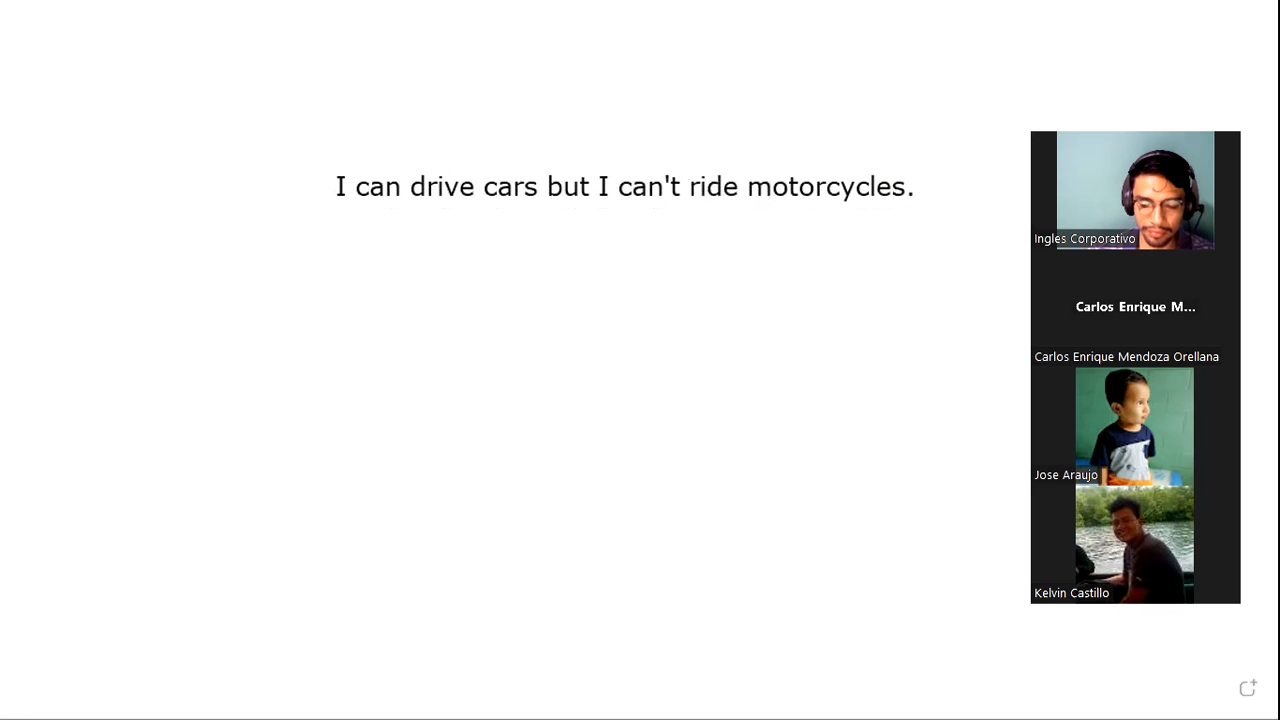 I can drive cars but I can't ride motorcycles.
Ingles Corporativo
Carlos Enrique M...
Carlos Enrique Mendoza Orellana
Jose Araujo
Kelvin Castillo